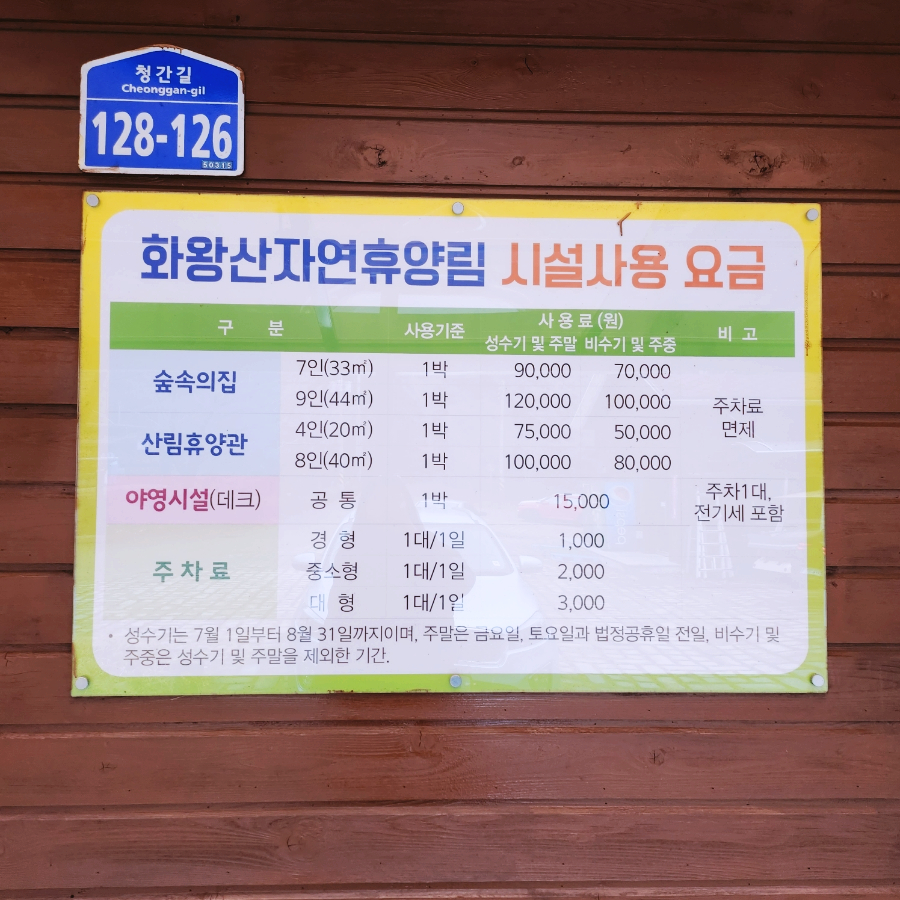 청간길
Cheonggan-gil
128-126
50315
화왕산자연휴양림 시설사용 요금
구 분 사용기준 사용료(원) 비고
성수기 및 주말 비수기 및 주중
숲속의집 7인(33㎡) 1박 90,000 70,000 주차료 면제
9인(44㎡) 1박 120,000 100,000
산림휴양관 4인(20㎡) 1박 75,000 50,000
8인(40㎡) 1박 100,000 80,000
야영시설(데크) 공 통 1박 15,000 주차1대, 전기세 포함
주 차 료 경 형 1대/1일 1,000
중소형 1대/1일 2,000
대 형 1대/1일 3,000
• 성수기는 7월 1일부터 8월 31일까지이며, 주말은 금요일, 토요일과 법정공휴일 전일, 비수기 및
주중은 성수기 및 주말을 제외한 기간.